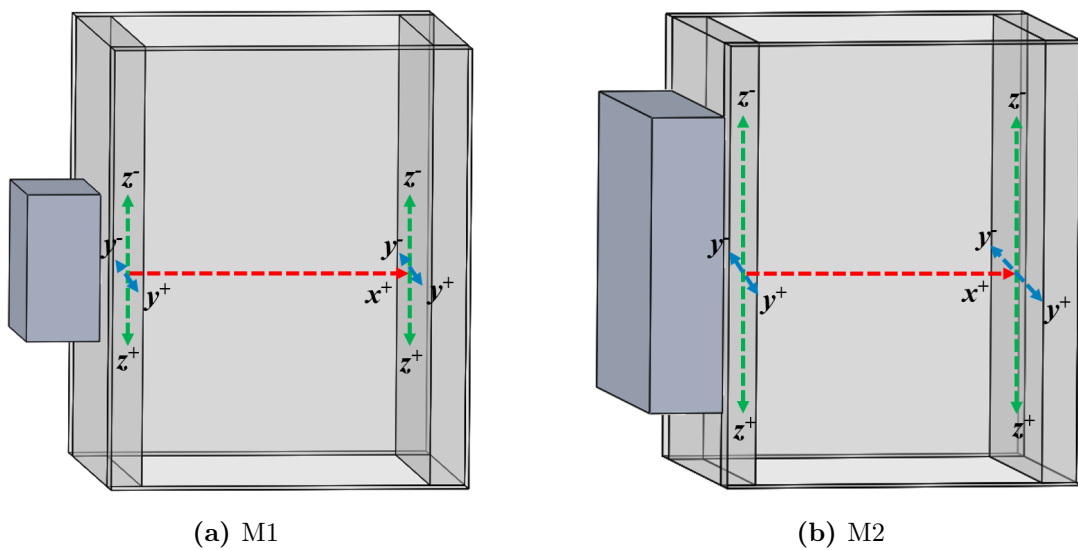 z⁻ z⁻
y⁻ y⁻
x⁺ y⁺
y⁺
z⁺ z⁺
(a) M1
z⁻ z⁻
y⁻ y⁻
x⁺
y⁺ y⁺
z⁺ z⁺
(b) M2